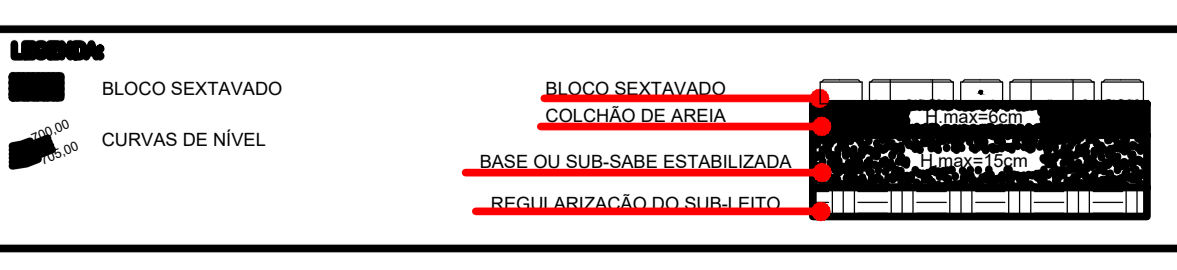 LEGENDA:
BLOCO SEXTAVADO
700,00
705,00
CURVAS DE NÍVEL
BLOCO SEXTAVADO
COLCHÃO DE AREIA
BASE OU SUB-SABE ESTABILIZADA
REGULARIZAÇÃO DO SUB-LEITO
H.max=6cm
H.max=15cm